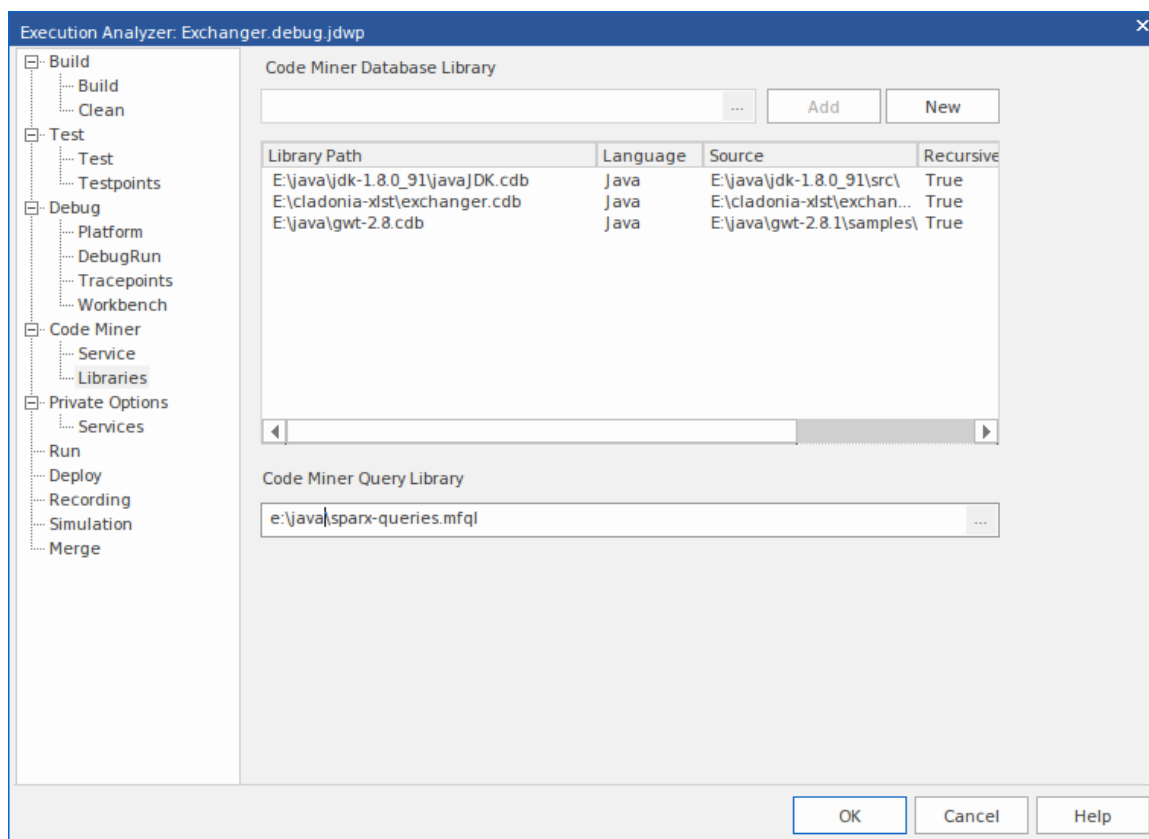 Execution Analyzer: Exchanger.debug.jdwp
Build
Build
Clean
Test
Test
Testpoints
Debug
Platform
DebugRun
Tracepoints
Workbench
Code Miner
Service
Libraries
Private Options
Services
Run
Deploy
Recording
Simulation
Merge
Code Miner Database Library
... Add New
Library Path Language Source Recursive
E:\java\jdk-1.8.0_91\javaJDK.cdb Java E:\java\jdk-1.8.0_91\src\ True
E:\cladonia-xlst\exchanger.cdb Java E:\cladonia-xlst\exchan... True
E:\java\gwt-2.8.cdb Java E:\java\gwt-2.8.1\samples\ True
Code Miner Query Library
e:\java\sparx-queries.mfql ...
OK Cancel Help